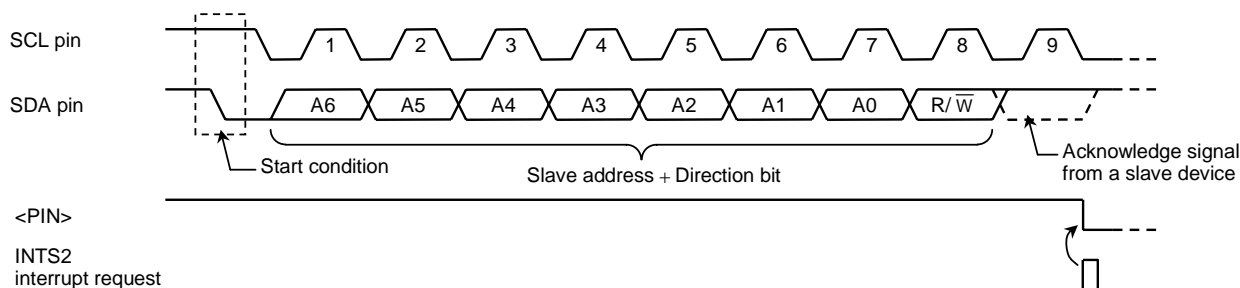 SCL pin
1 2 3 4 5 6 7 8 9
SDA pin
A6 A5 A4 A3 A2 A1 A0 R/W̅
Start condition
Slave address + Direction bit
Acknowledge signal
from a slave device
<PIN>
INTS2
interrupt request